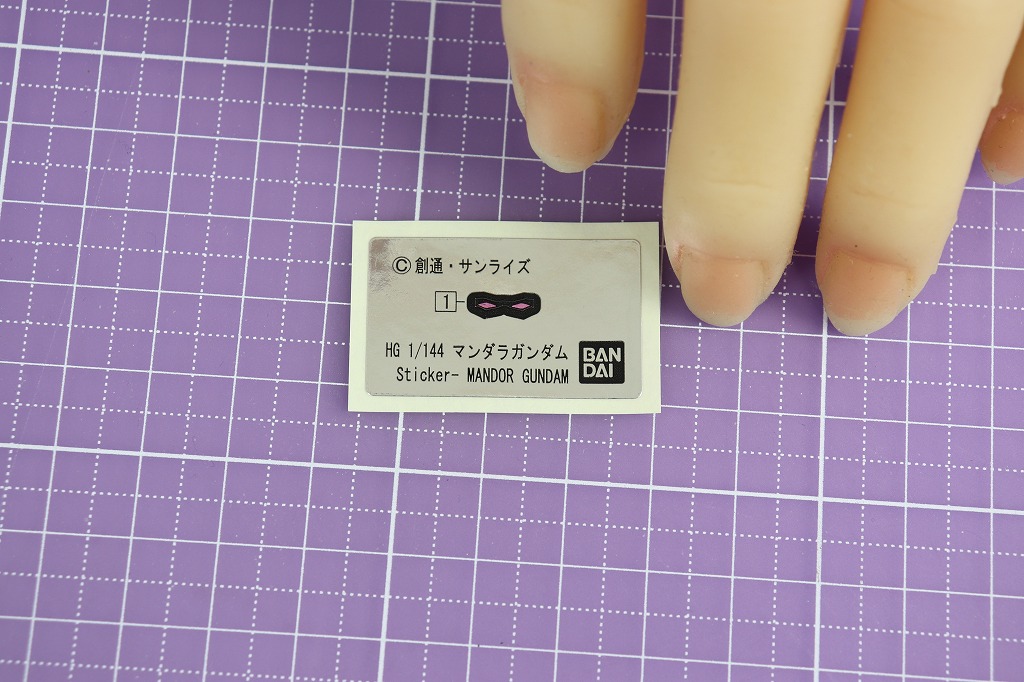 ©創通・サンライズ
1
HG 1/144 マンダラガンダム
Sticker- MANDOR GUNDAM
BAN
DAI